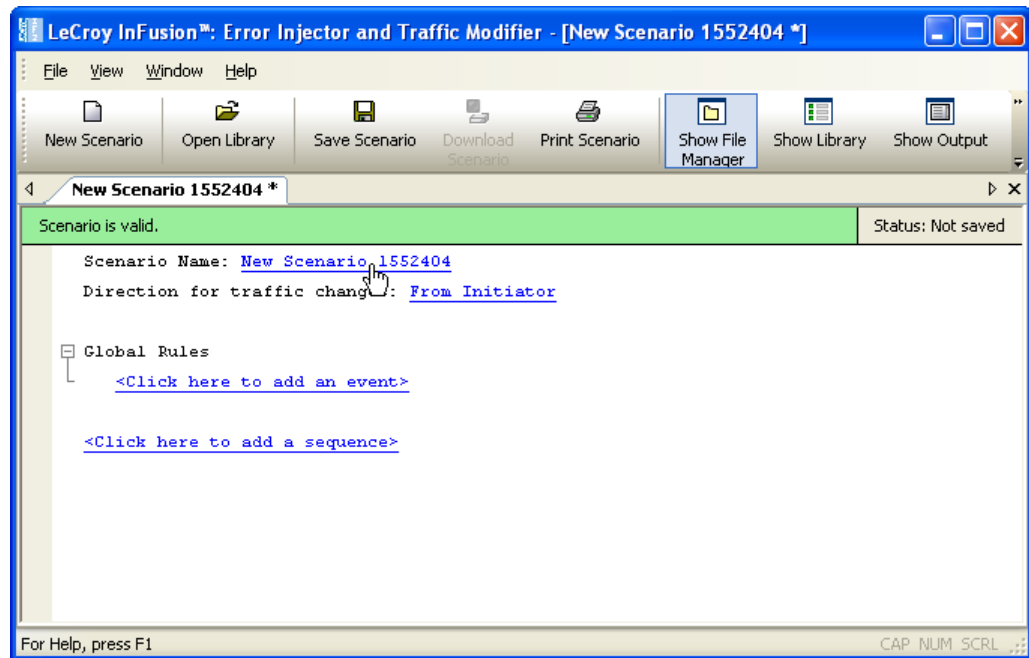 LeCroy InFusion™: Error Injector and Traffic Modifier - [New Scenario 1552404 *]
File View Window Help
New Scenario Open Library Save Scenario Download Scenario Print Scenario Show File Manager Show Library Show Output
New Scenario 1552404 *
Scenario is valid. Status: Not saved
Scenario Name: New Scenario 1552404
Direction for traffic change: From Initiator
Global Rules
<Click here to add an event>
<Click here to add a sequence>
For Help, press F1 CAP NUM SCRL